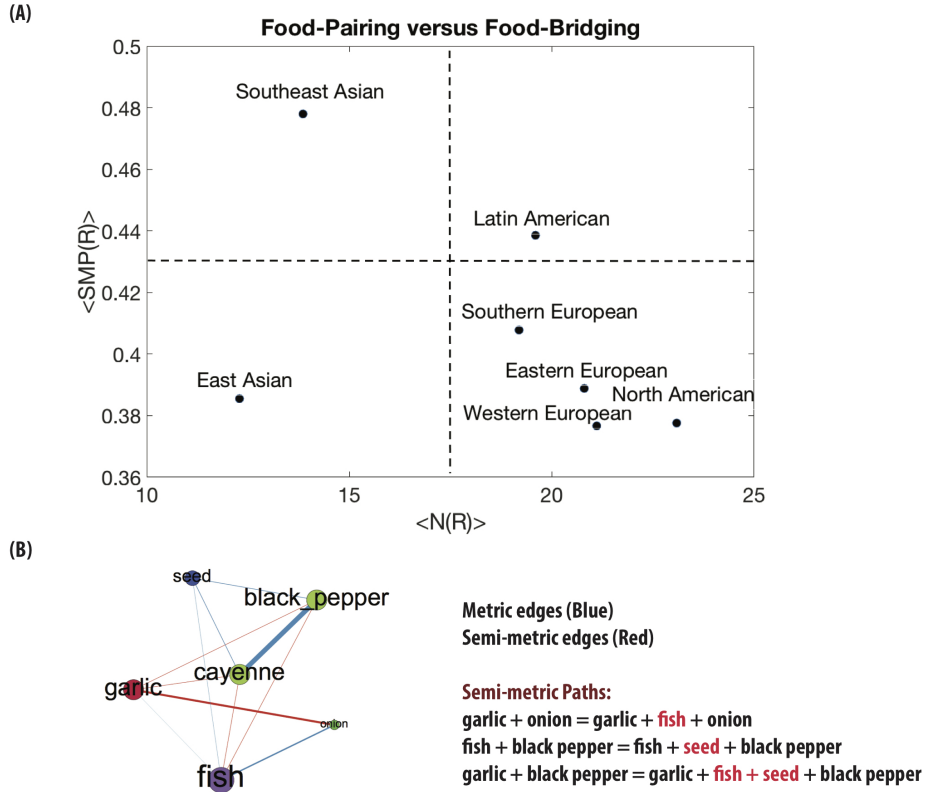 (A)
Food-Pairing versus Food-Bridging
0.5
Southeast Asian
0.48
0.46
Latin American
0.44
<SMP(R)>
0.42
Southern European
0.4
Eastern European
East Asian
North American
0.38
Western European
0.36
10
15
20
25
<N(R)>
(B)
seed
black_pepper
Metric edges (Blue)
Semi-metric edges (Red)
cayenne
garlic
Semi-metric Paths:
onion
garlic + onion = garlic + fish + onion
fish + black pepper = fish + seed + black pepper
fish
garlic + black pepper = garlic + fish + seed + black pepper